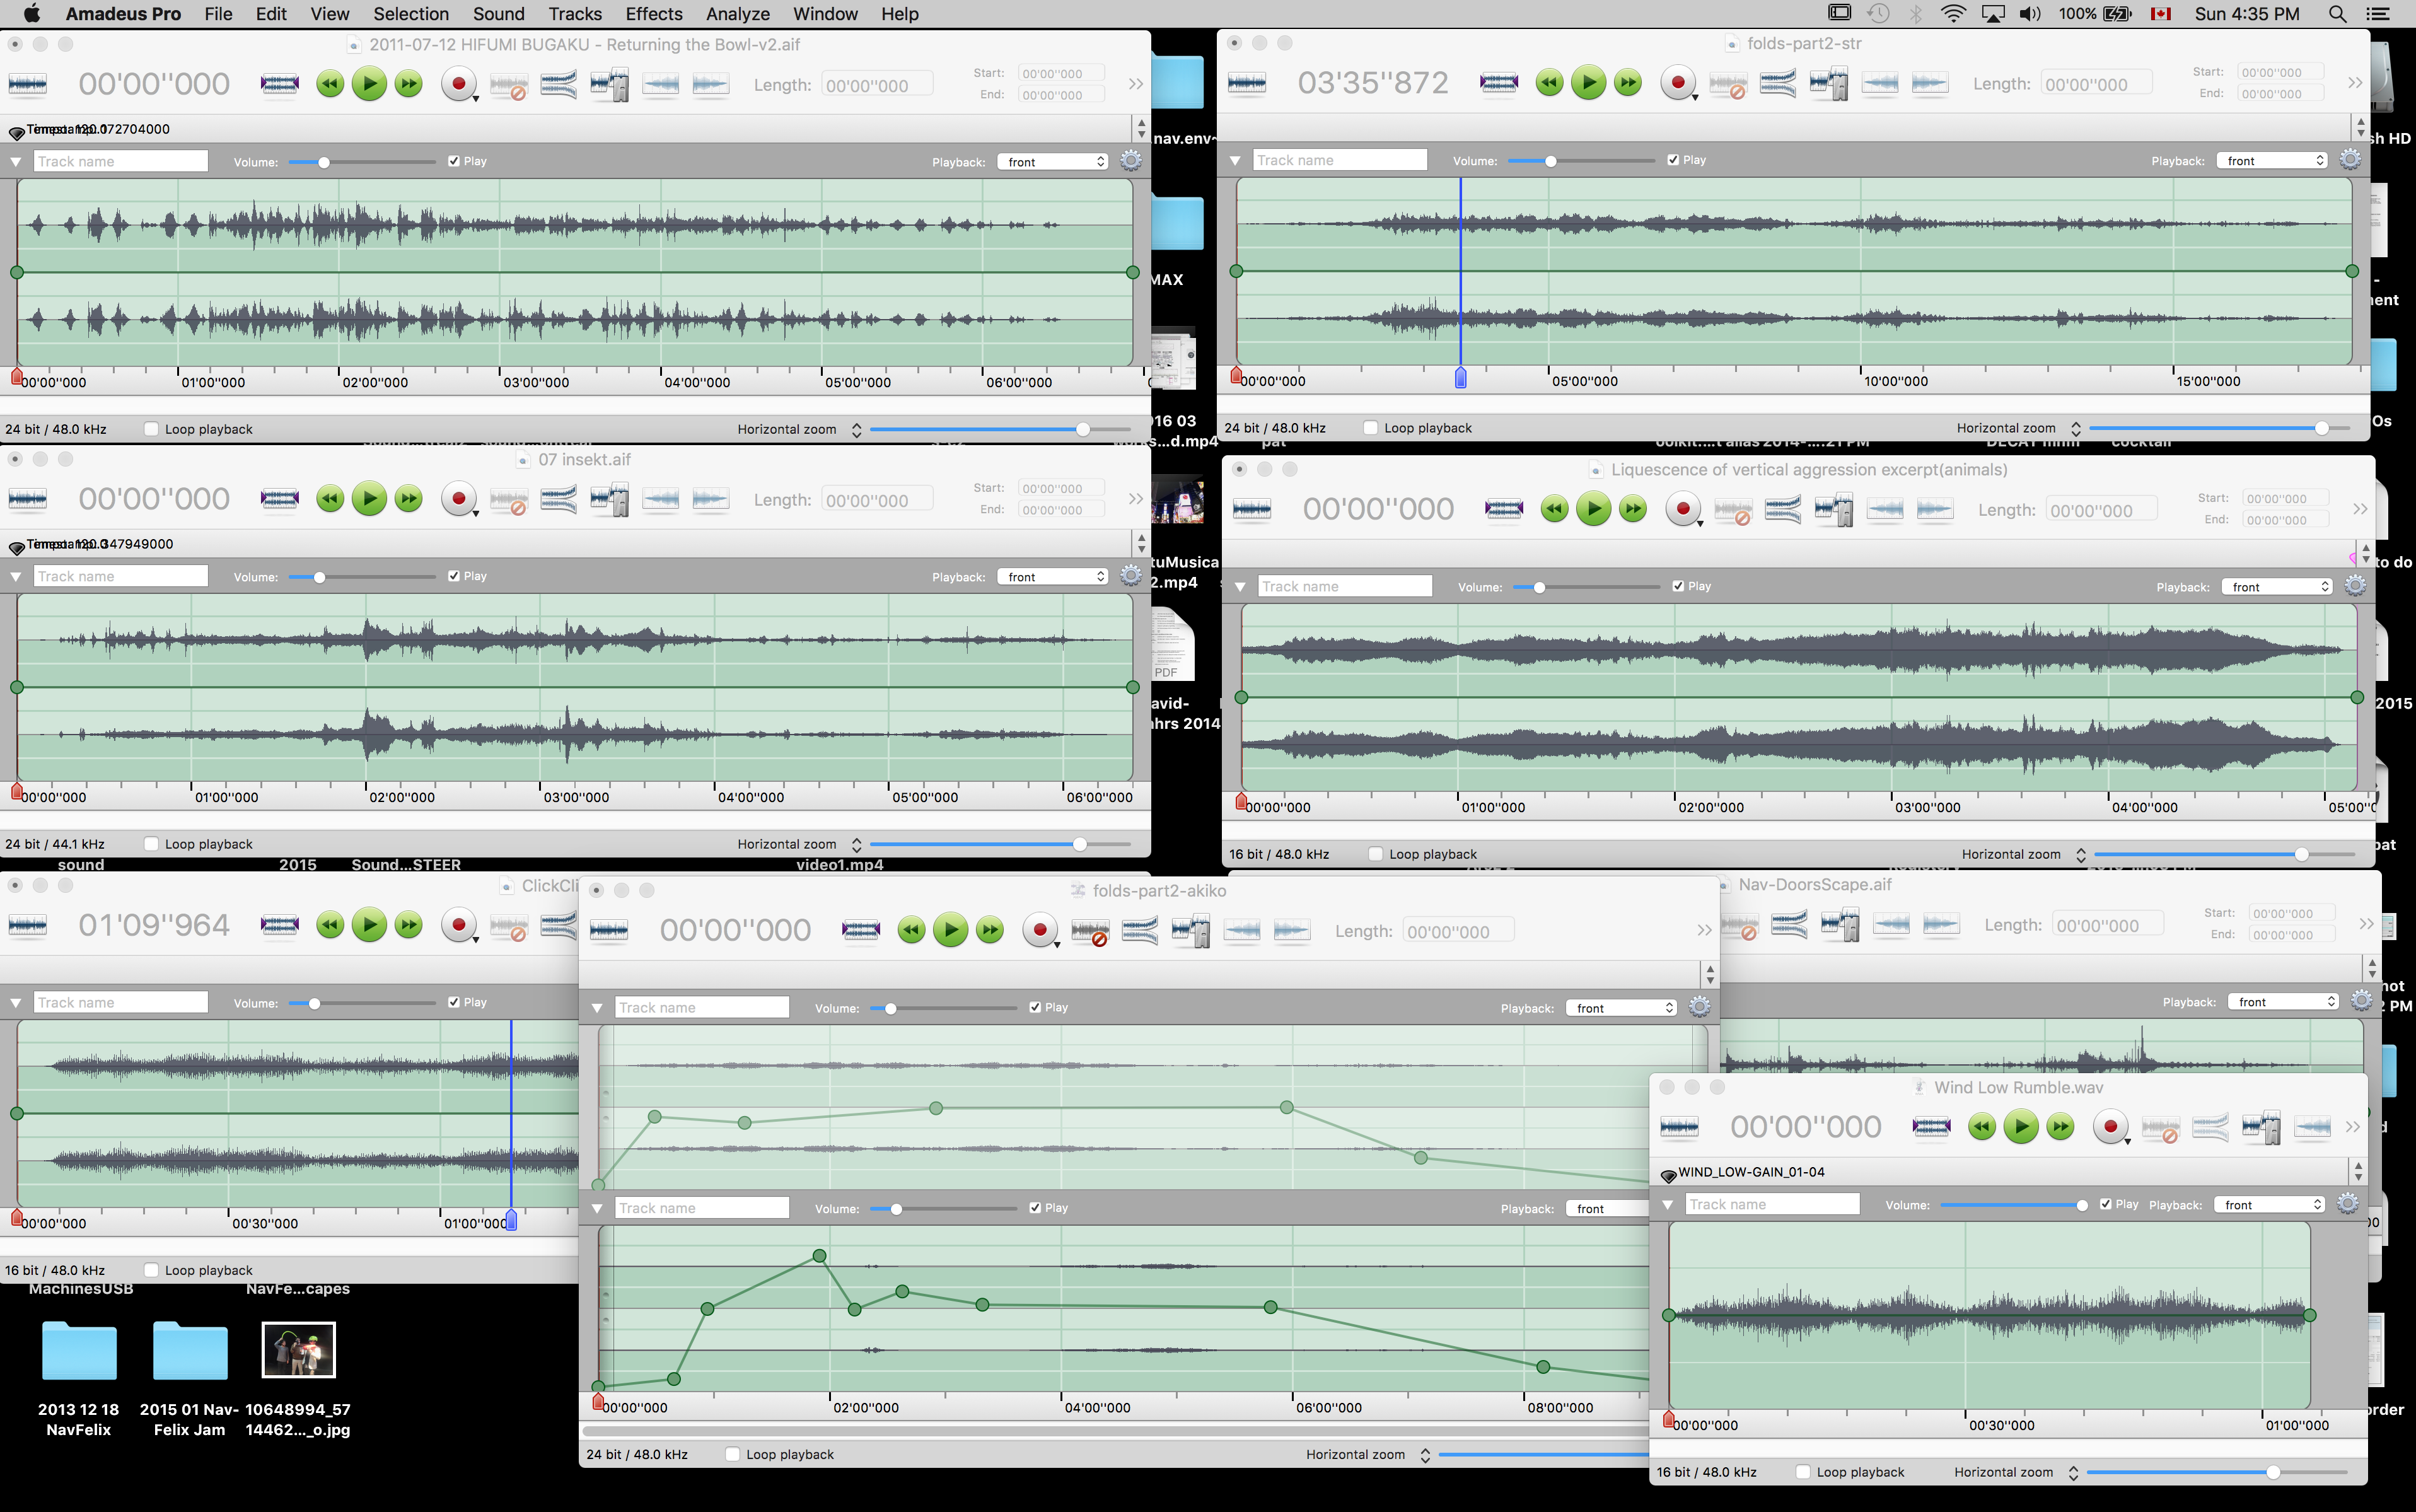 Amadeus Pro File Edit View Selection Sound Tracks Effects Analyze Window Help 100% Sun 4:35 PM
2011-07-12 HIFUMI BUGAKU - Returning the Bowl-v2.aif
00'00"000 Length: 00'00"000 Start: 00'00"000
End: 00'00"000
Track name Volume: Play Playback: front
00'00"000 01'00"000 02'00"000 03'00"000 04'00"000 05'00"000 06'00"000
24 bit / 48.0 kHz Loop playback Horizontal zoom
folds-part2-str
03'35"872 Length: 00'00"000 Start: 00'00"000
End: 00'00"000
Track name Volume: Play Playback: front
00'00"000 05'00"000 10'00"000 15'00"000
24 bit / 48.0 kHz Loop playback Horizontal zoom
07 insekt.aif
00'00"000 Length: 00'00"000 Start: 00'00"000
End: 00'00"000
Track name Volume: Play Playback: front
00'00"000 01'00"000 02'00"000 03'00"000 04'00"000 05'00"000 06'00"000
24 bit / 44.1 kHz Loop playback Horizontal zoom
Liquescence of vertical aggression excerpt(animals)
00'00"000 Length: 00'00"000 Start: 00'00"000
End: 00'00"000
Track name Volume: Play Playback: front
00'00"000 01'00"000 02'00"000 03'00"000 04'00"000
16 bit / 48.0 kHz Loop playback Horizontal zoom
nav.env~
MAX
16 03
s...d.mp4
tuMusica
2.mp4
PDF
avid-
hrs 2014
sh HD
Os
to do
2015
sound 2015 Sound...STEER video1.mp4
ClickCli
01'09"964
Track name Volume: Play
00'00"000 00'30"000 01'00"000
16 bit / 48.0 kHz Loop playback
folds-part2-akiko
00'00"000 Length: 00'00"000
Track name Volume: Play Playback: front
Track name Volume: Play Playback: front
00'00"000 02'00"000 04'00"000 06'00"000 08'00"000
24 bit / 48.0 kHz Loop playback Horizontal zoom
Nav-DoorsScape.aif
Length: 00'00"000 Start: 00'00"000
End: 00'00"000
Playback: front
Wind Low Rumble.wav
00'00"000
WIND_LOW-GAIN_01-04
Track name Volume: Play Playback: front
00'00"000 00'30"000 01'00"000
16 bit / 48.0 kHz Loop playback Horizontal zoom
MachinesUSB NavFe...capes
2013 12 18 2015 01 Nav- 10648994_57
NavFelix Felix Jam 14462..._o.jpg